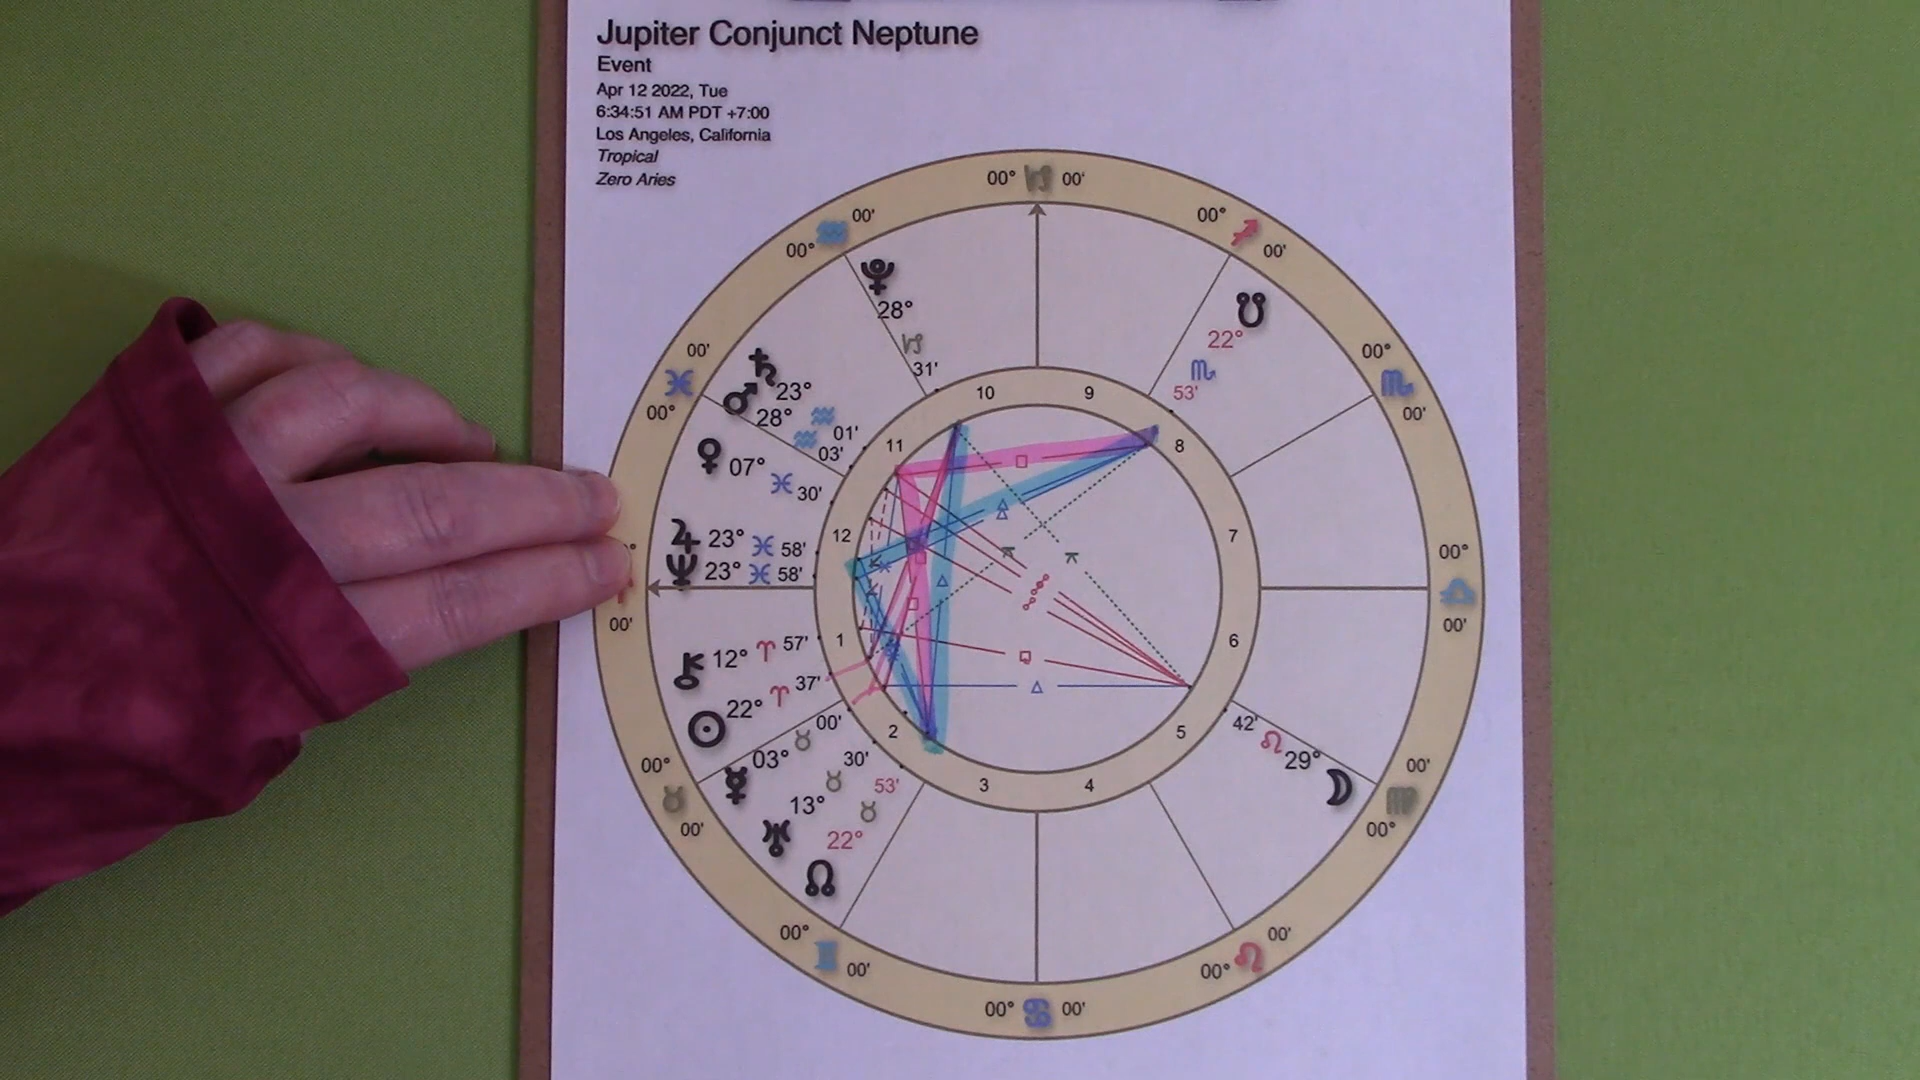 Jupiter Conjunct Neptune
Event
Apr 12 2022, Tue
6:34:51 AM PDT +7:00
Los Angeles, California
Tropical
Zero Aries
00° ♑ 00'
00' ♒ 00°
00° ♐ 00'
♇ 28° ♑ 31'
☋ 22° ♏ 53'
00' ♓ 00°
00° ♏ 00'
♄ 23° ♒ 01'
♂ 28° ♒ 03'
♀ 07° ♓ 30'
♃ 23° ♓ 58'
♆ 23° ♓ 58'
00'
00° ♎ 00'
⚷ 12° ♈ 57'
☉ 22° ♈ 37'
☿ 03° ♉ 00'
♅ 13° ♉ 30'
☊ 22° ♉ 53'
42' ♌ 29° ☽
00° ♉ 00'
00' ♍ 00°
00° ♊ 00'
00° ♌ 00'
00° ♋ 00'
10 9
11 8
12 7
1 6
2 5
3 4